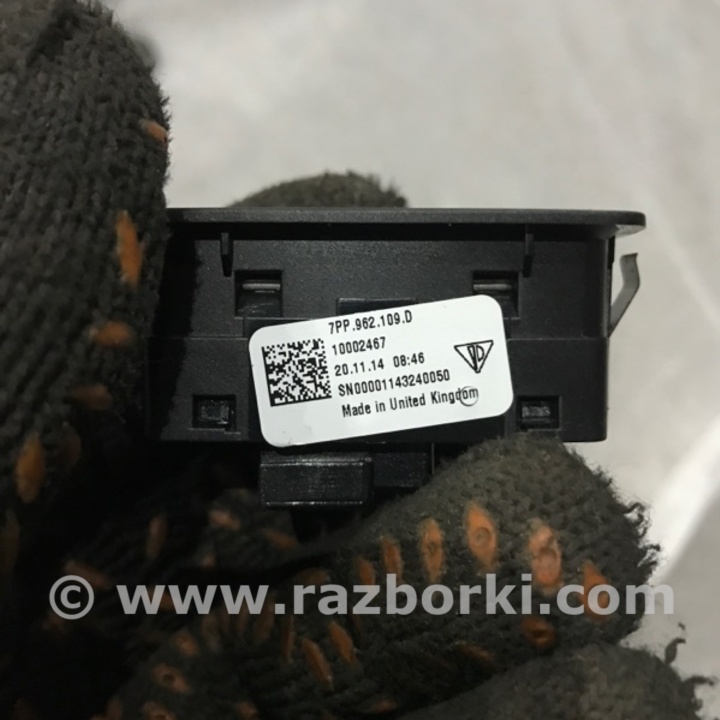 7PP.962.109.D
10002467
20.11.14 08:46
SN00001143240050
Made in United Kingdom
© www.razborki.com